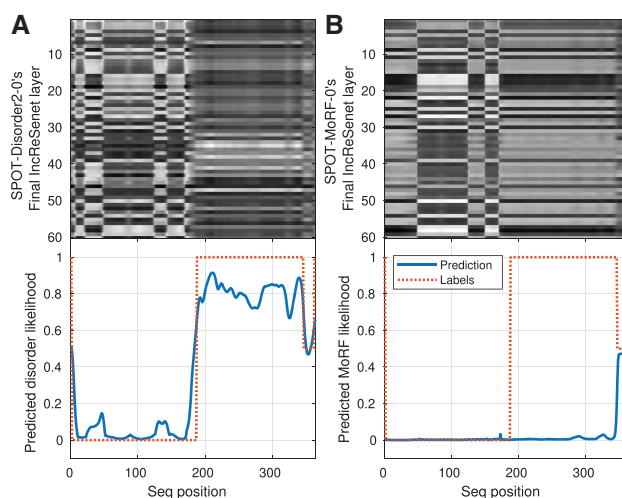 A
B
SPOT-Disorder2-0's
Final IncReSenet layer
10
20
30
40
50
60
SPOT-MoRF-0's
Final IncReSenet layer
10
20
30
40
50
60
Predicted disorder likelihood
1
0.8
0.6
0.4
0.2
0
0
100
200
300
Seq position
Predicted MoRF likelihood
1
0.8
0.6
0.4
0.2
0
Prediction
Labels
0
100
200
300
Seq position